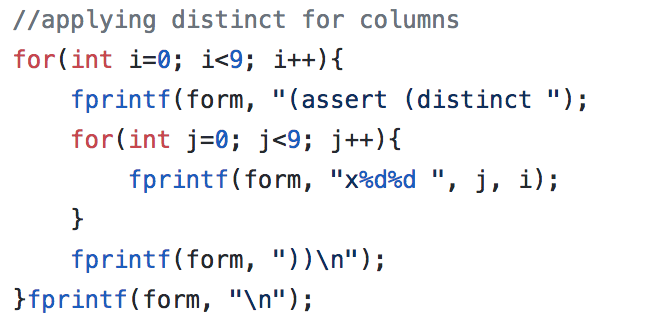 //applying distinct for columns
for(int i=0; i<9; i++){
    fprintf(form, "(assert (distinct ");
    for(int j=0; j<9; j++){
        fprintf(form, "x%d%d ", j, i);
    }
    fprintf(form, "))\n");
}fprintf(form, "\n");